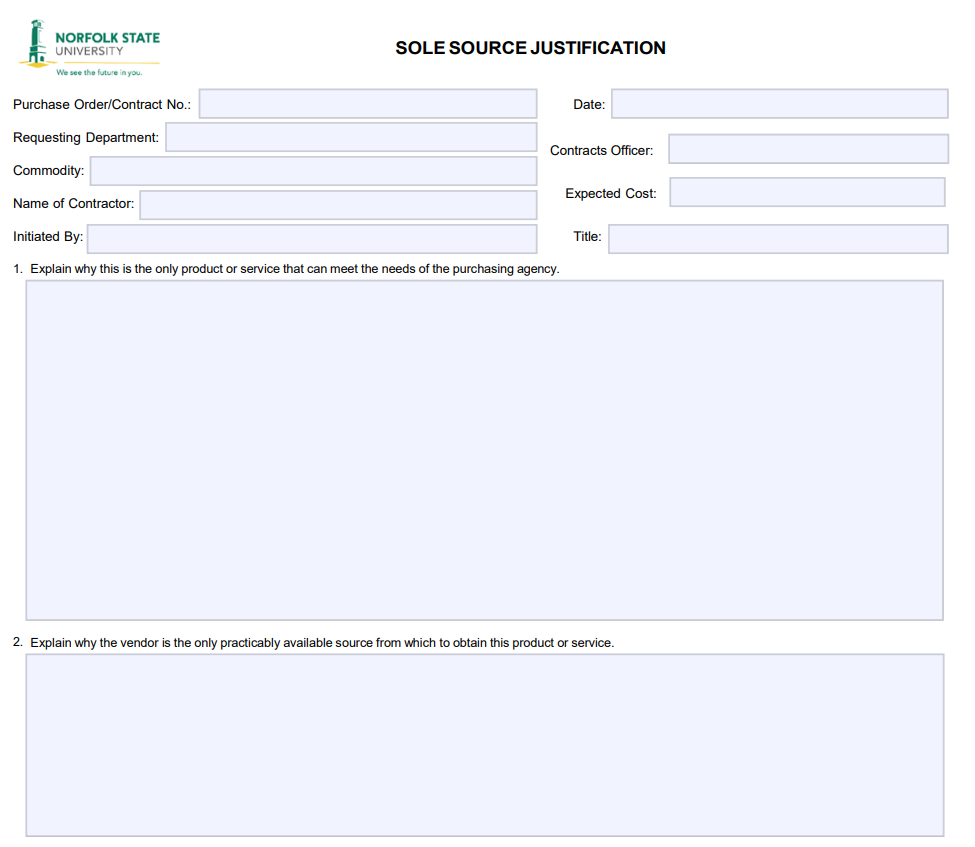 NORFOLK STATE
UNIVERSITY
We see the future in you.
SOLE SOURCE JUSTIFICATION
Purchase Order/Contract No.:
Date:
Requesting Department:
Contracts Officer:
Commodity:
Expected Cost:
Name of Contractor:
Initiated By:
Title:
1. Explain why this is the only product or service that can meet the needs of the purchasing agency.
2. Explain why the vendor is the only practicably available source from which to obtain this product or service.